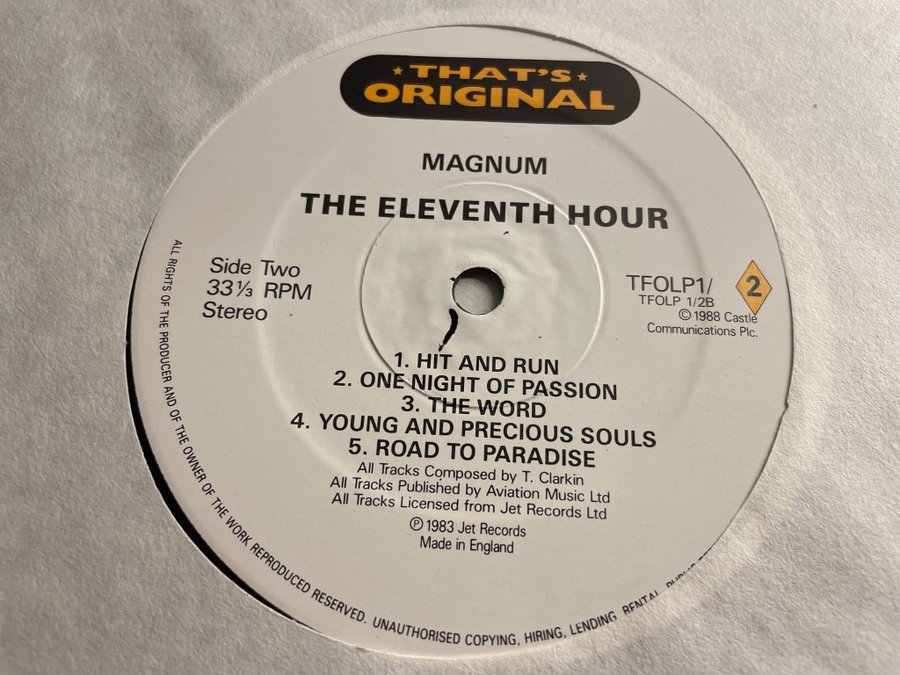 THAT'S
ORIGINAL
MAGNUM
THE ELEVENTH HOUR
Side Two
33⅓ RPM
Stereo
TFOLP1/
2
TFOLP 1/2B
© 1988 Castle
Communications Plc.
1. HIT AND RUN
2. ONE NIGHT OF PASSION
3. THE WORD
4. YOUNG AND PRECIOUS SOULS
5. ROAD TO PARADISE
All Tracks Composed by T. Clarkin
All Tracks Published by Aviation Music Ltd
All Tracks Licensed from Jet Records Ltd
℗ 1983 Jet Records
Made in England
ALL RIGHTS OF THE PRODUCER AND OF THE OWNER OF THE WORK REPRODUCED RESERVED. UNAUTHORISED COPYING, HIRING, LENDING, RENTAL,